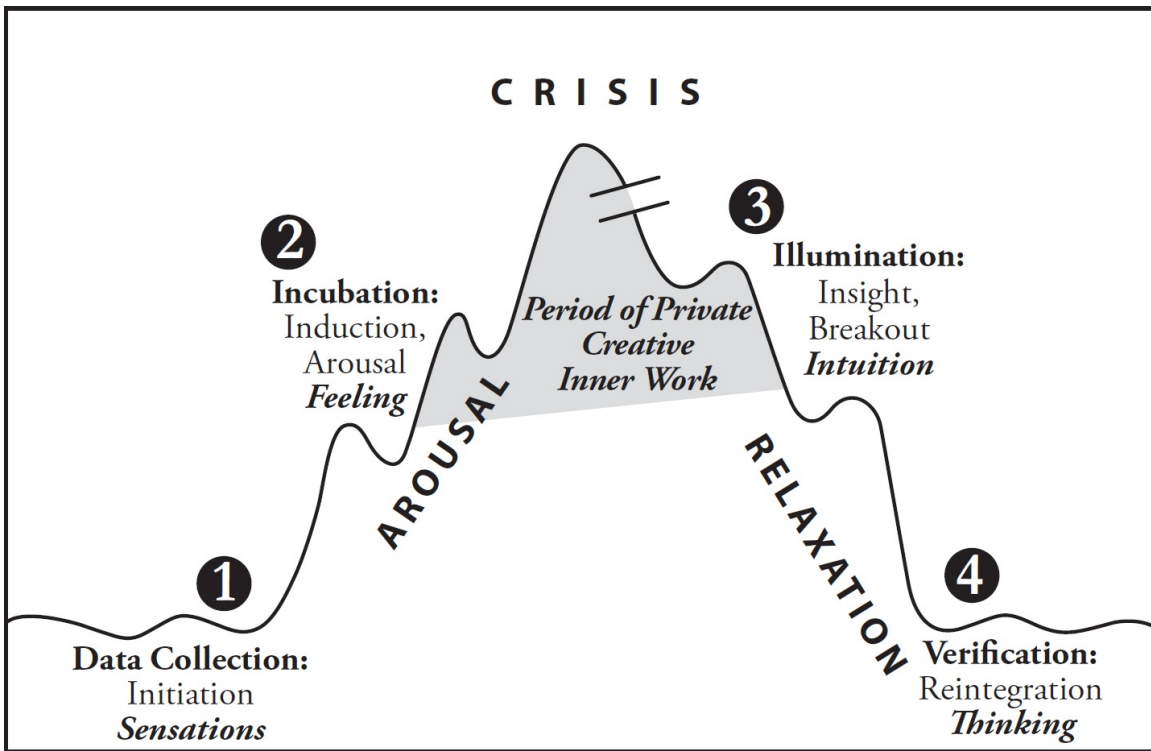 CRISIS
2
Incubation:
Induction,
Arousal
Feeling
3
Illumination:
Insight,
Breakout
Intuition
Period of Private
Creative
Inner Work
AROUSAL
RELAXATION
1
Data Collection:
Initiation
Sensations
4
Verification:
Reintegration
Thinking